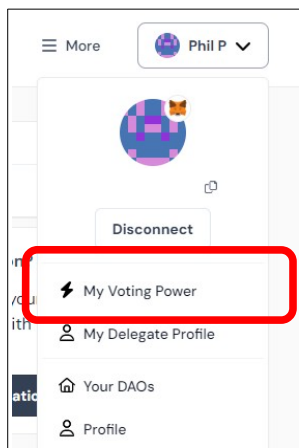 More
Phil P
Disconnect
My Voting Power
My Delegate Profile
Your DAOs
Profile